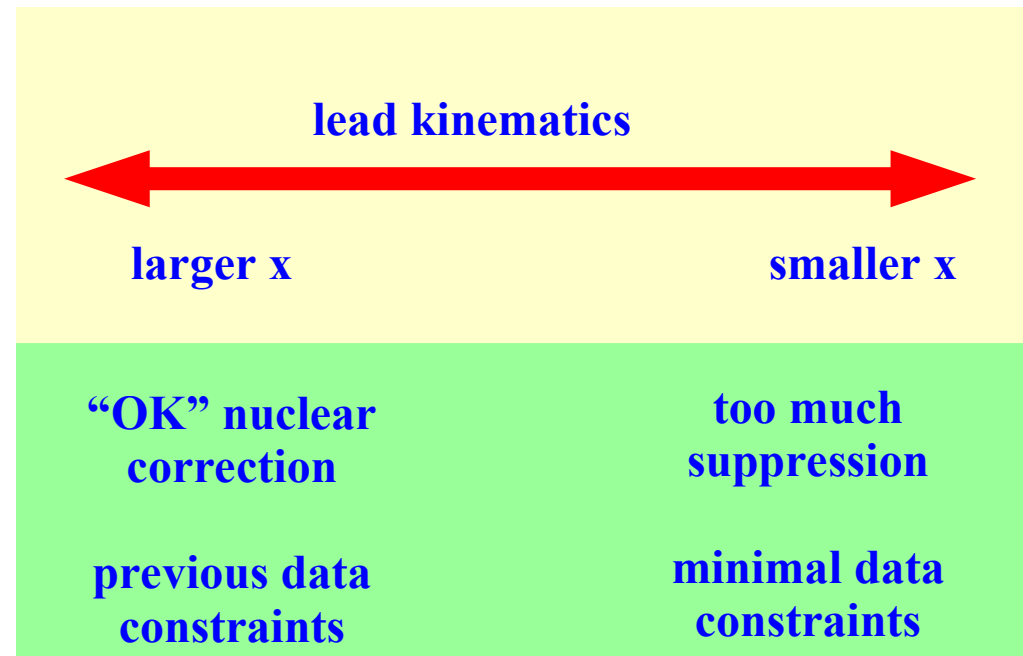 lead kinematics
larger x
smaller x
“OK” nuclear
correction
too much
suppression
previous data
constraints
minimal data
constraints